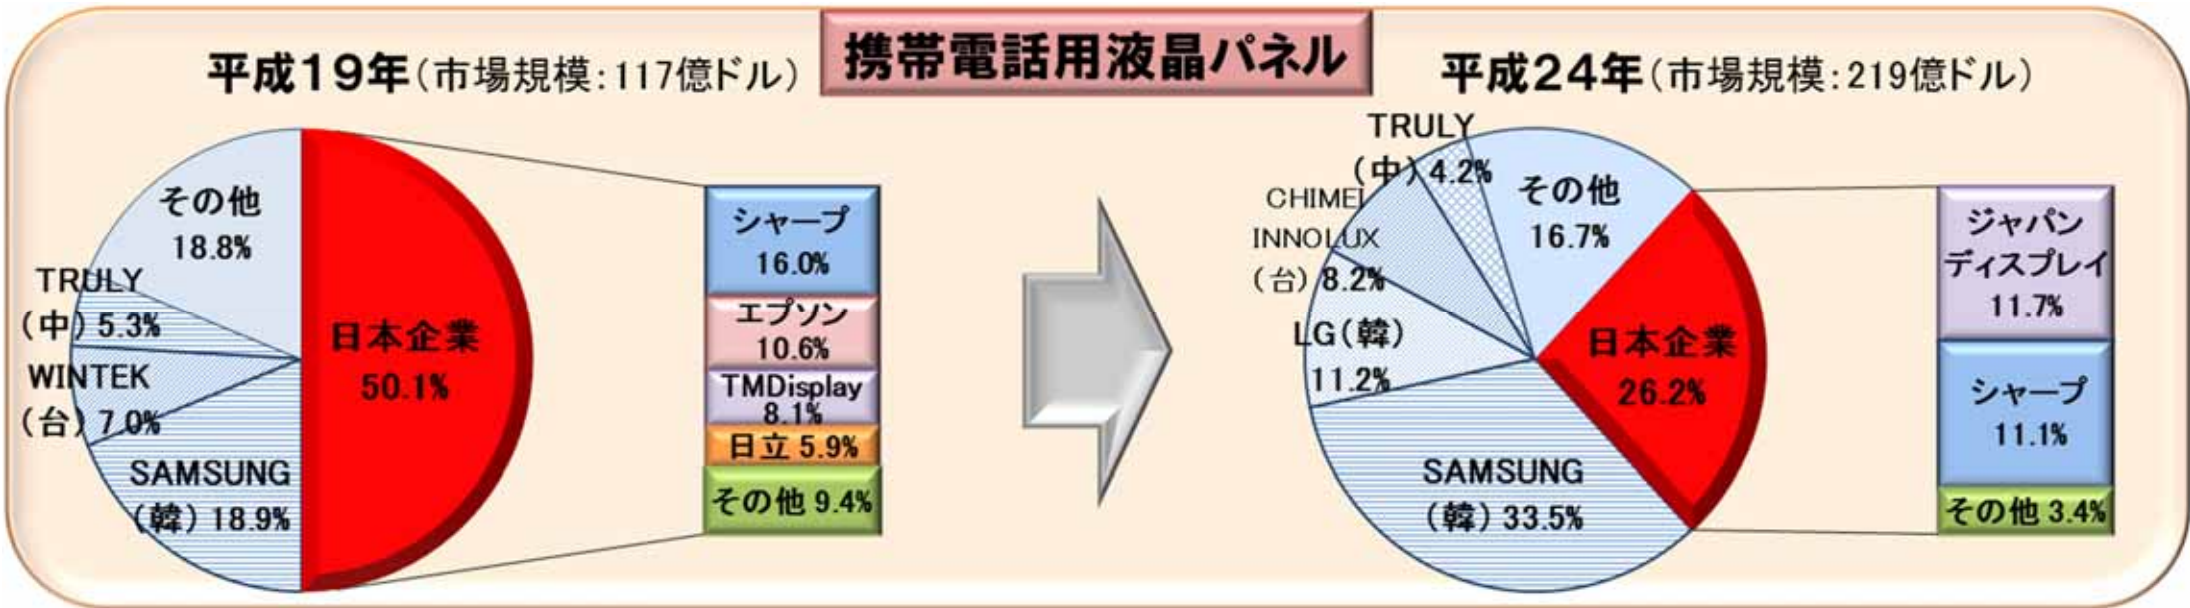 携帯電話用液晶パネル
平成19年(市場規模:117億ドル)
その他
18.8%
TRULY
(中)5.3%
WINTEK
(台)7.0%
SAMSUNG
(韓)18.9%
日本企業
50.1%
シャープ
16.0%
エプソン
10.6%
TMDisplay
8.1%
日立 5.9%
その他 9.4%
平成24年(市場規模:219億ドル)
TRULY
(中)4.2%
CHIMEI
INNOLUX
(台)8.2%
LG(韓)
11.2%
SAMSUNG
(韓)33.5%
その他
16.7%
日本企業
26.2%
ジャパン
ディスプレイ
11.7%
シャープ
11.1%
その他 3.4%